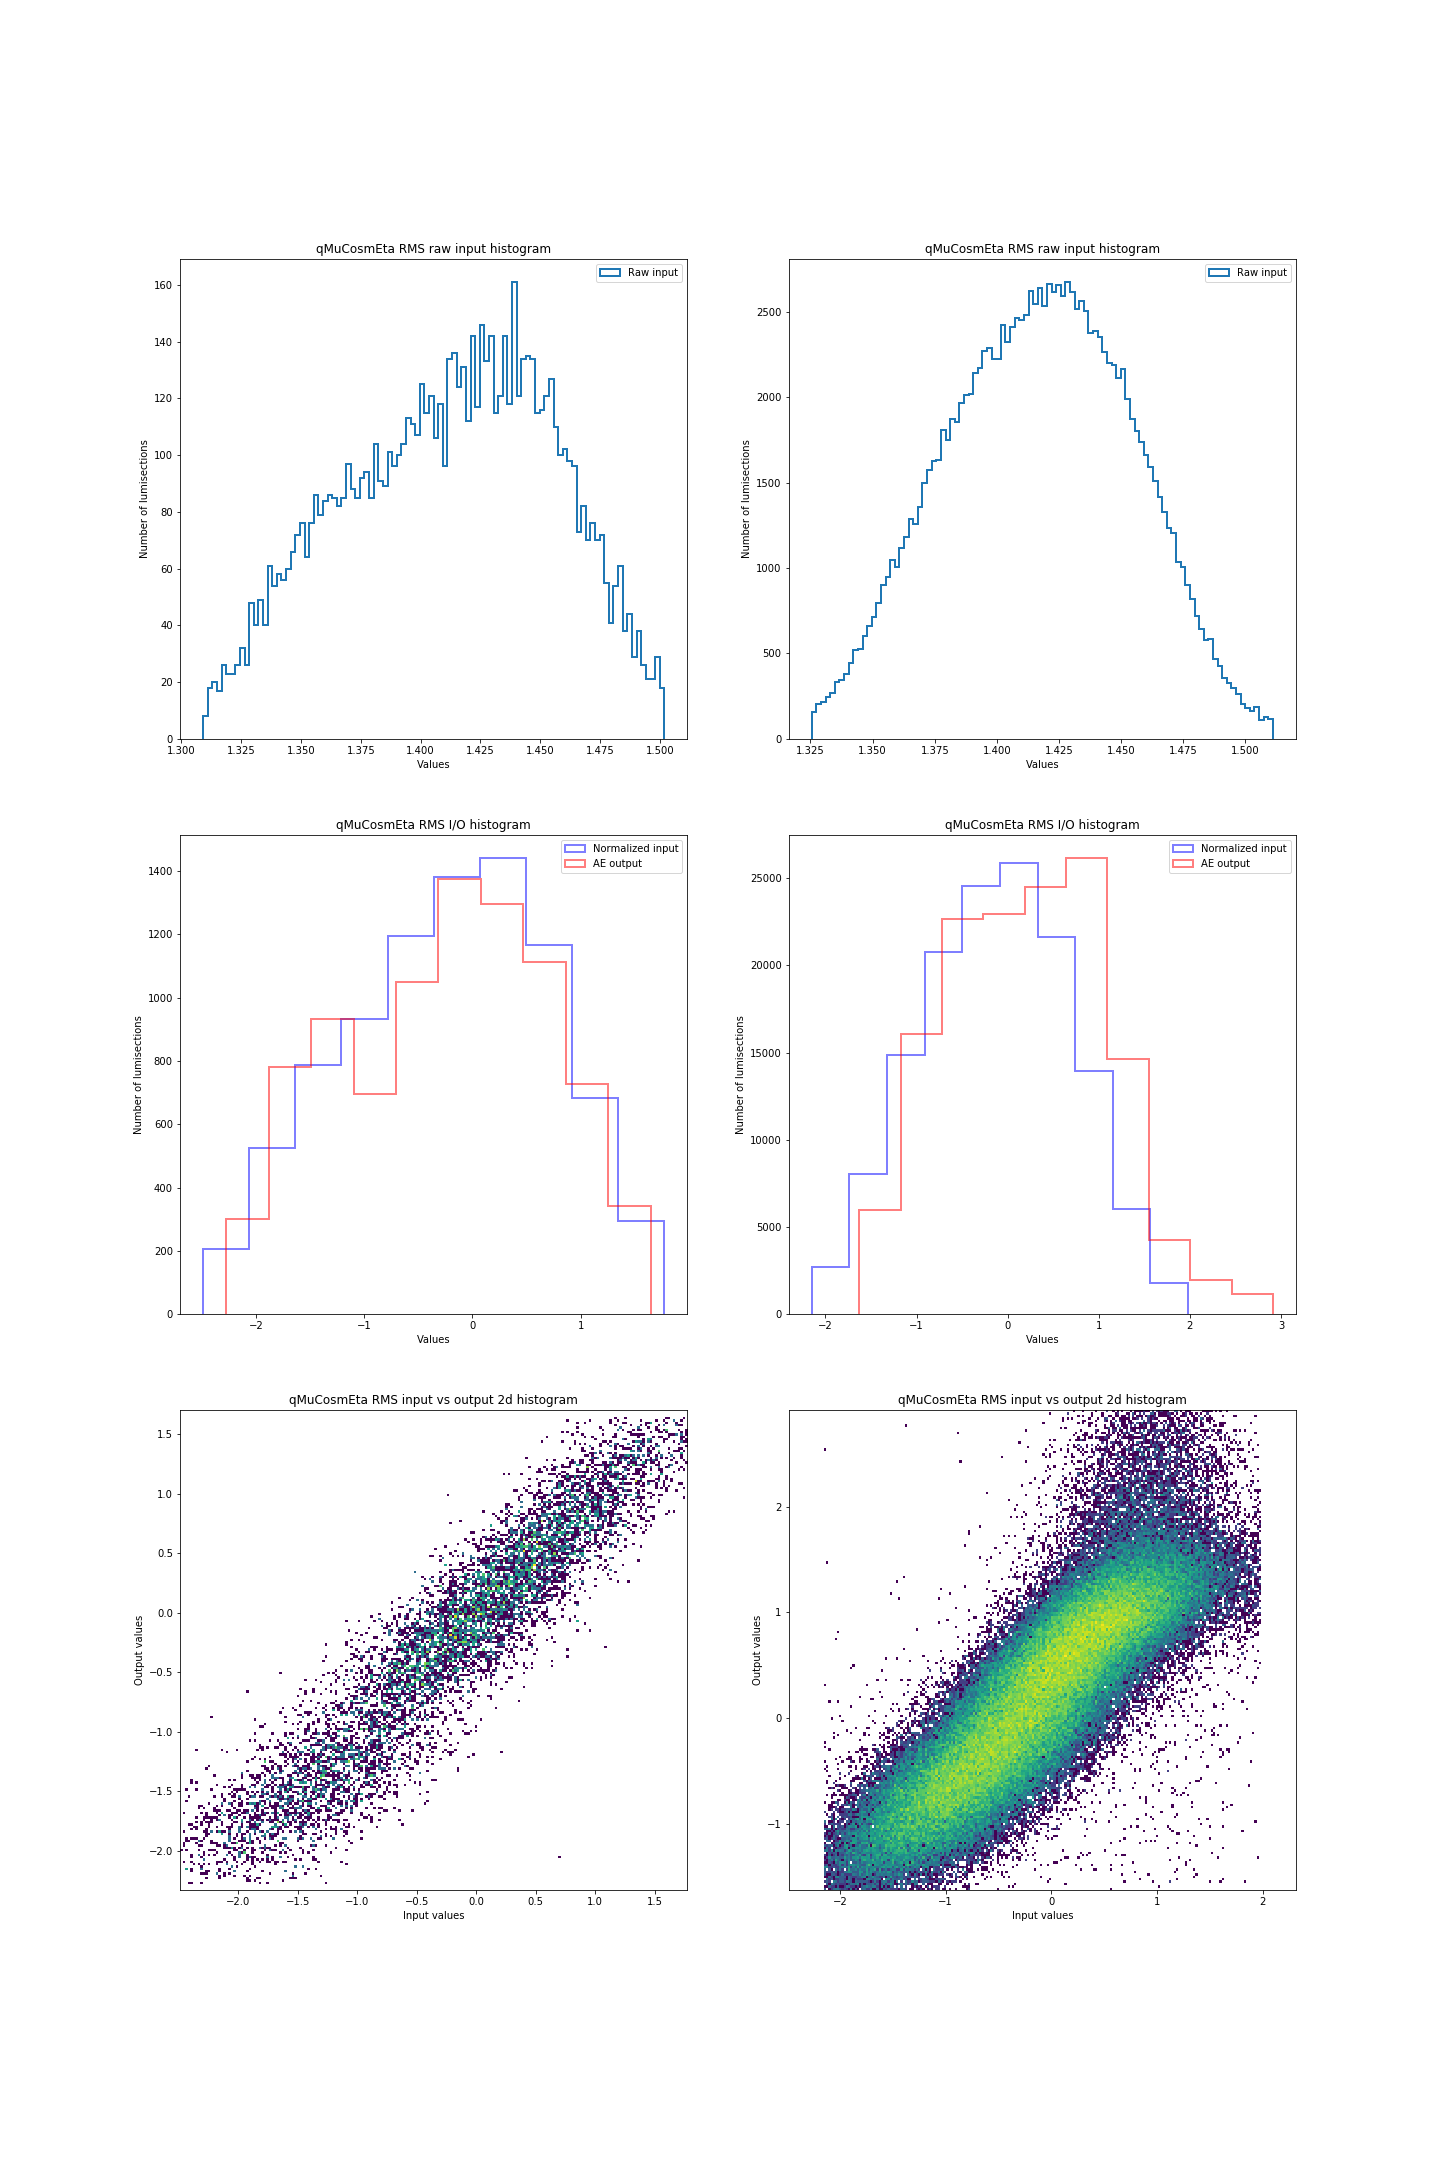 qMuCosmEta RMS raw input histogram
Raw input
160
140
120
100
80
60
40
20
0
Number of lumisections
1.300 1.325 1.350 1.375 1.400 1.425 1.450 1.475 1.500
Values
qMuCosmEta RMS raw input histogram
Raw input
2500
2000
1500
1000
500
0
Number of lumisections
1.325 1.350 1.375 1.400 1.425 1.450 1.475 1.500
Values
qMuCosmEta RMS I/O histogram
Normalized input
AE output
1400
1200
1000
800
600
400
200
0
Number of lumisections
−2 −1 0 1
Values
qMuCosmEta RMS I/O histogram
Normalized input
AE output
25000
20000
15000
10000
5000
0
Number of lumisections
−2 −1 0 1 2 3
Values
qMuCosmEta RMS input vs output 2d histogram
1.5
1.0
0.5
0.0
−0.5
−1.0
−1.5
−2.0
Output values
−2.0 −1.5 −1.0 −0.5 0.0 0.5 1.0 1.5
Input values
qMuCosmEta RMS input vs output 2d histogram
2
1
0
−1
Output values
−2 −1 0 1 2
Input values